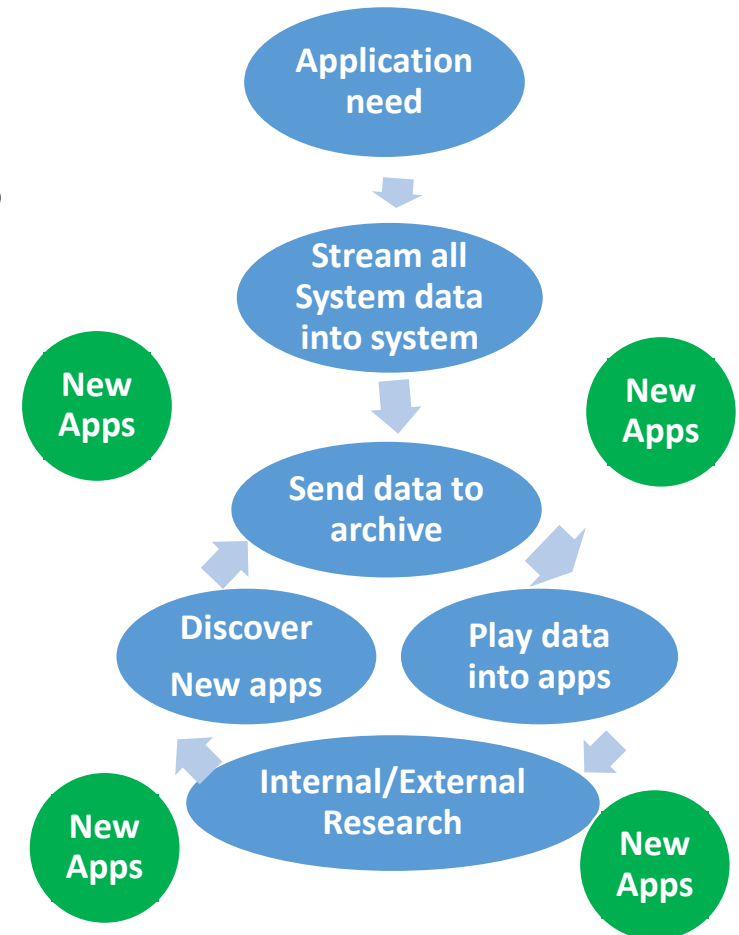 Application
need
Stream all
System data
into system
New
Apps
New
Apps
Send data to
archive
Discover
New apps
Play data
into apps
Internal/External
Research
New
Apps
New
Apps